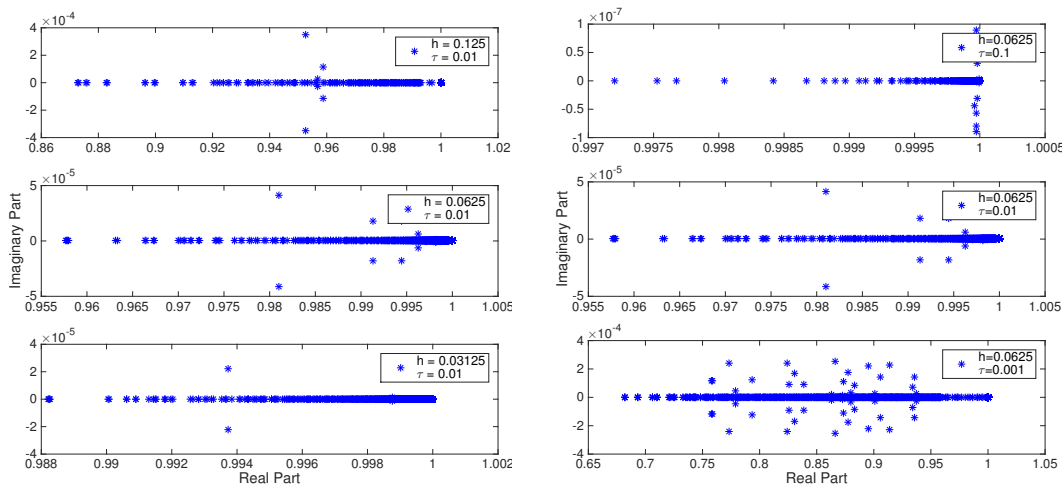 ×10⁻⁴
4
2
0
-2
-4
0.86 0.88 0.9 0.92 0.94 0.96 0.98 1 1.02
h = 0.125
τ = 0.01
×10⁻⁵
5
0
-5
0.955 0.96 0.965 0.97 0.975 0.98 0.985 0.99 0.995 1 1.005
h = 0.0625
τ = 0.01
Imaginary Part
×10⁻⁵
4
2
0
-2
-4
0.988 0.99 0.992 0.994 0.996 0.998 1 1.002
h = 0.03125
τ = 0.01
Real Part
×10⁻⁷
1
0.5
0
-0.5
-1
0.997 0.9975 0.998 0.9985 0.999 0.9995 1 1.0005
h=0.0625
τ=0.1
×10⁻⁵
5
0
-5
0.955 0.96 0.965 0.97 0.975 0.98 0.985 0.99 0.995 1 1.005
h=0.0625
τ=0.01
Imaginary Part
×10⁻⁴
4
2
0
-2
-4
0.65 0.7 0.75 0.8 0.85 0.9 0.95 1 1.05
h=0.0625
τ=0.001
Real Part